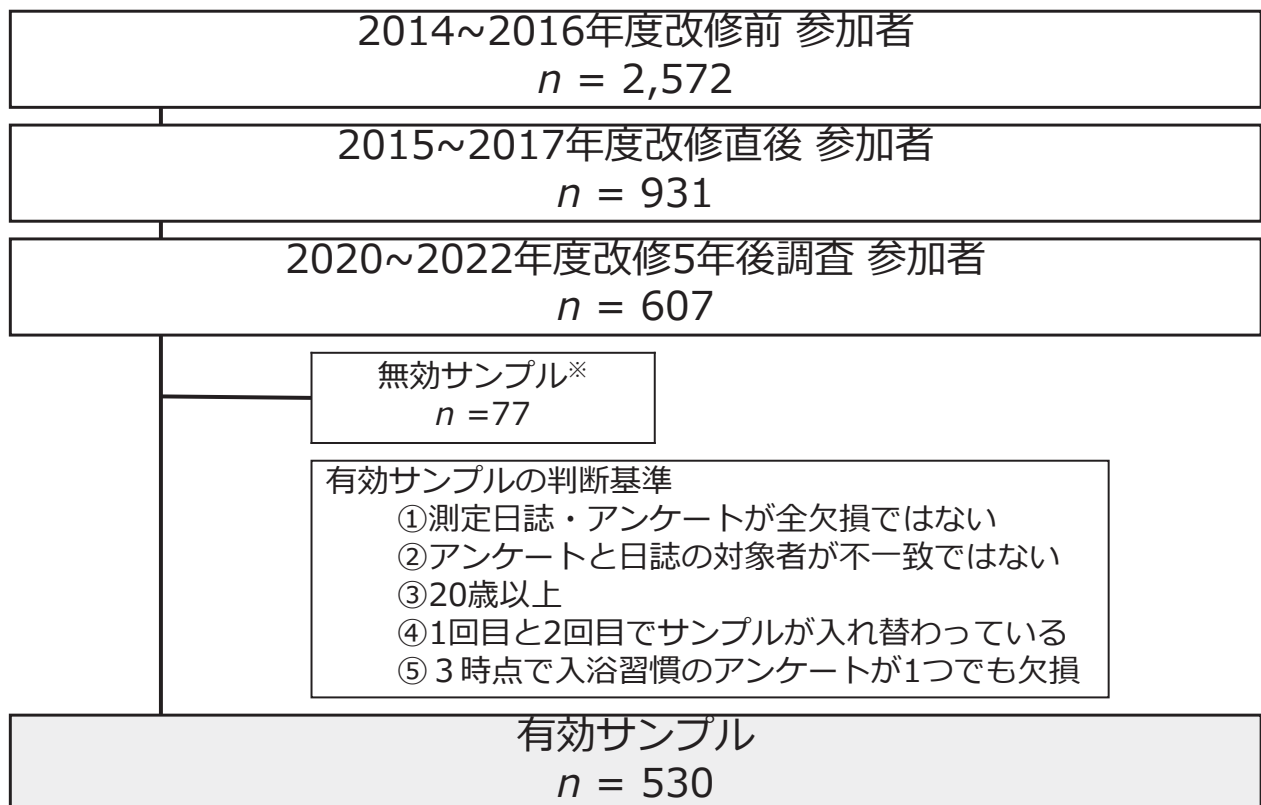 2014~2016年度改修前 参加者
n = 2,572
2015~2017年度改修直後 参加者
n = 931
2020~2022年度改修5年後調査 参加者
n = 607
無効サンプル※
n =77
有効サンプルの判断基準
①測定日誌・アンケートが全欠損ではない
②アンケートと日誌の対象者が不一致ではない
③20歳以上
④1回目と2回目でサンプルが入れ替わっている
⑤３時点で入浴習慣のアンケートが1つでも欠損
有効サンプル
n = 530